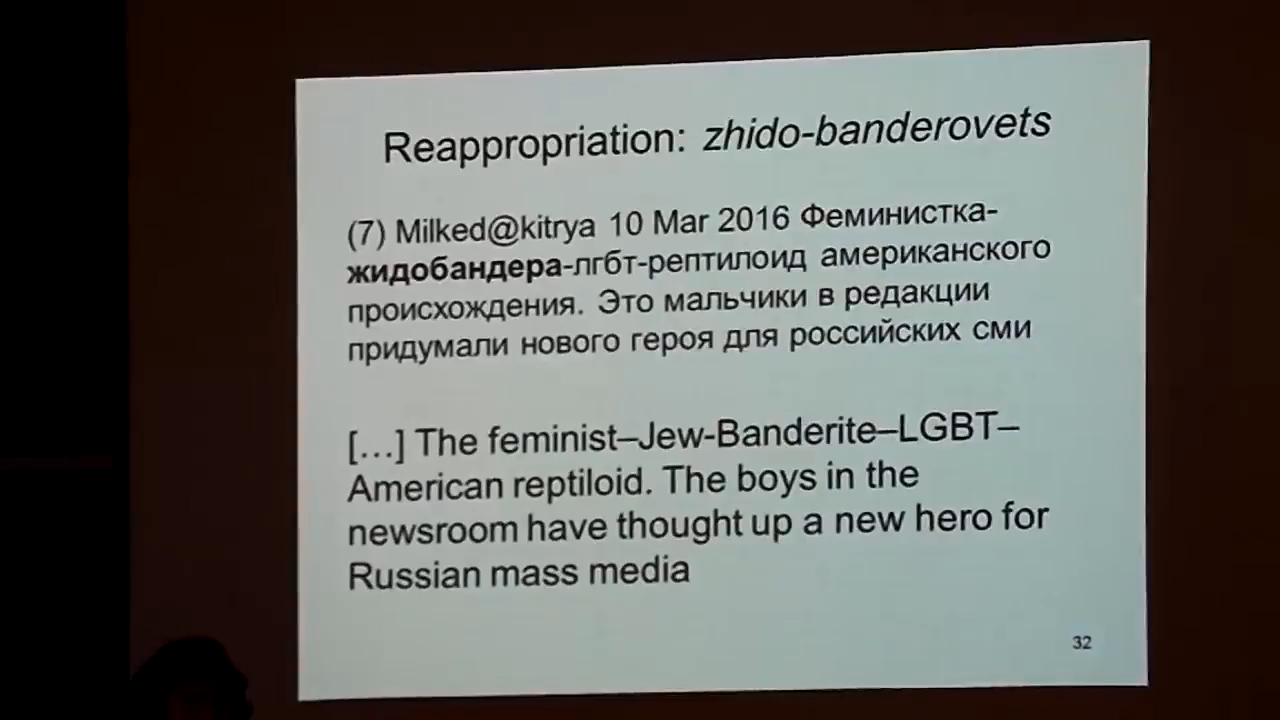 Reappropriation: zhido-banderovets
(7) Milked@kitrya 10 Mar 2016 Феминистка-
жидобандера-лгбт-рептилоид американского
происхождения. Это мальчики в редакции
придумали нового героя для российских сми
[…] The feminist–Jew-Banderite–LGBT–
American reptiloid. The boys in the
newsroom have thought up a new hero for
Russian mass media
32